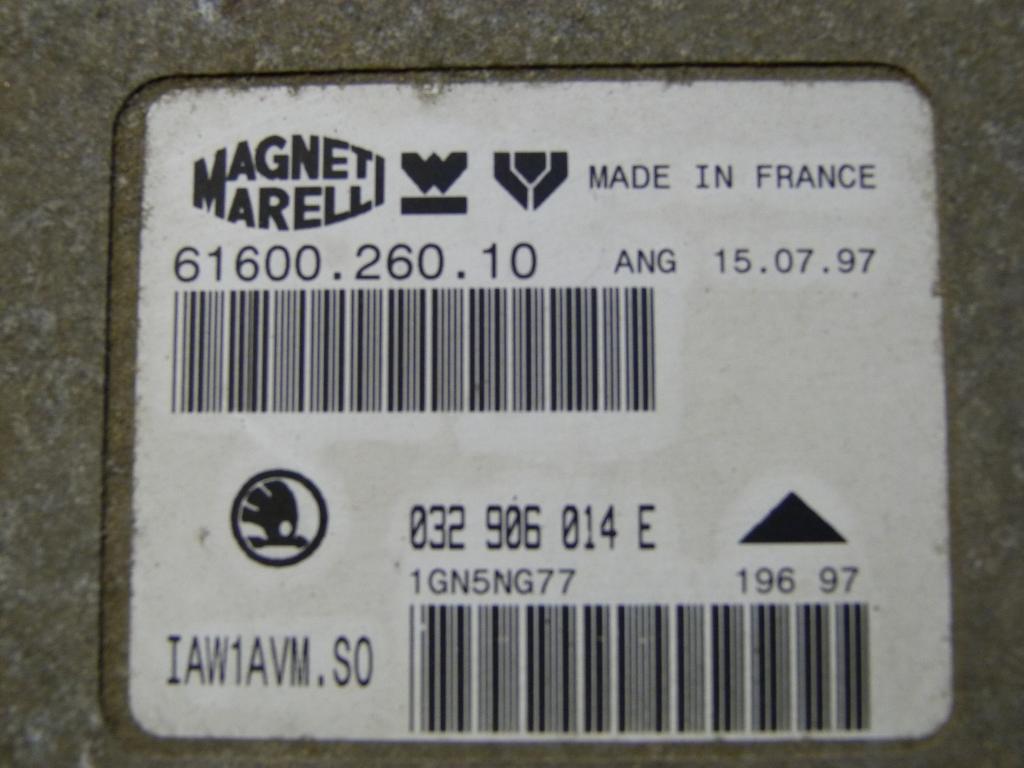 MAGNETI
MARELLI
MADE IN FRANCE
61600.260.10 ANG 15.07.97
032 906 014 E
1GN5NG77 196 97
IAW1AVM.S0